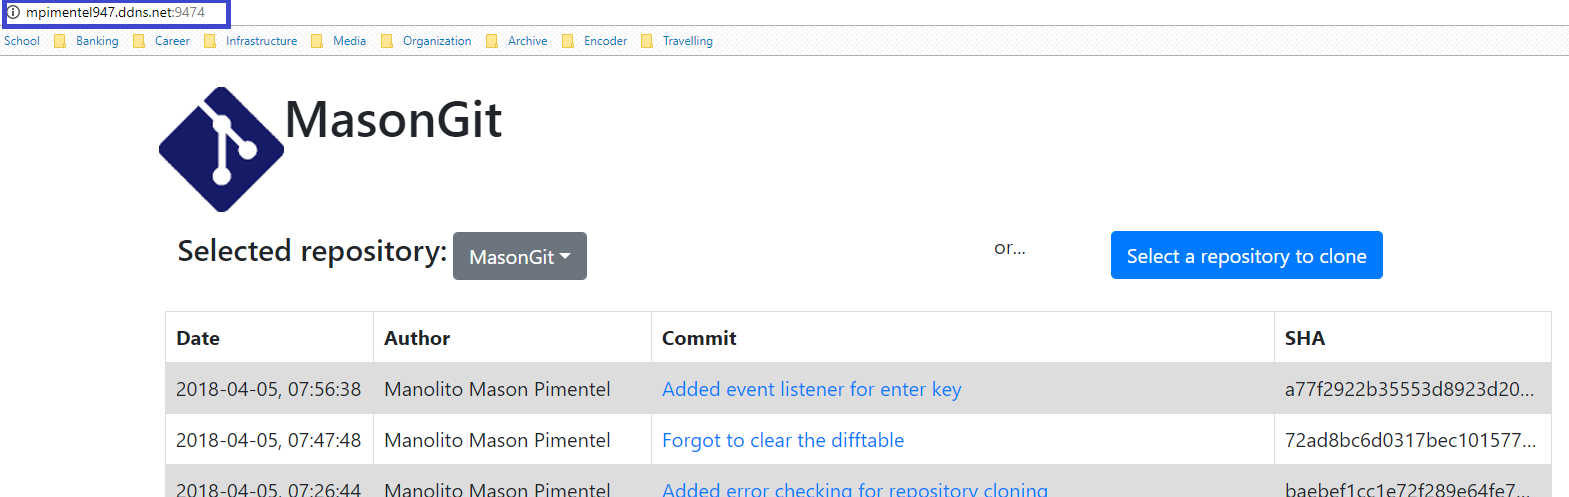 mpimentel947.ddns.net:9474
School Banking Career Infrastructure Media Organization Archive Encoder Travelling
MasonGit
Selected repository: MasonGit or... Select a repository to clone
Date Author Commit SHA
2018-04-05, 07:56:38 Manolito Mason Pimentel Added event listener for enter key a77f2922b35553d8923d20...
2018-04-05, 07:47:48 Manolito Mason Pimentel Forgot to clear the difftable 72ad8bc6d0317bec101577...
2018-04-05, 07:26:44 Manolito Mason Pimentel Added error checking for repository cloning baebef1cc1e72f289e64fe7...